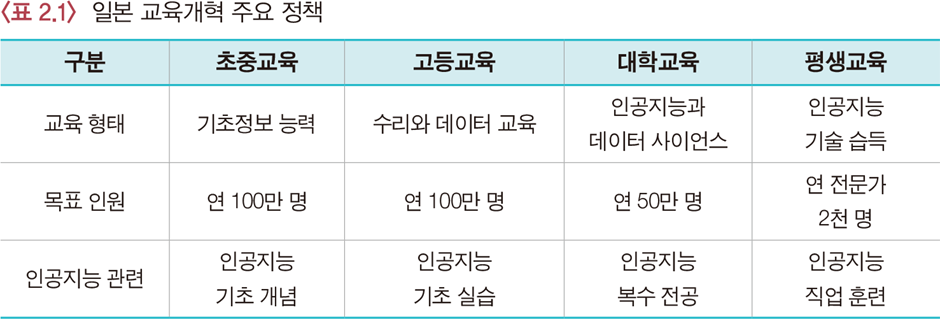 <표 2.1> 일본 교육개혁 주요 정책
구분 초중교육 고등교육 대학교육 평생교육
교육 형태 기초정보 능력 수리와 데이터 교육 인공지능과 데이터 사이언스 인공지능 기술 습득
목표 인원 연 100만 명 연 100만 명 연 50만 명 연 전문가 2천 명
인공지능 관련 인공지능 기초 개념 인공지능 기초 실습 인공지능 복수 전공 인공지능 직업 훈련